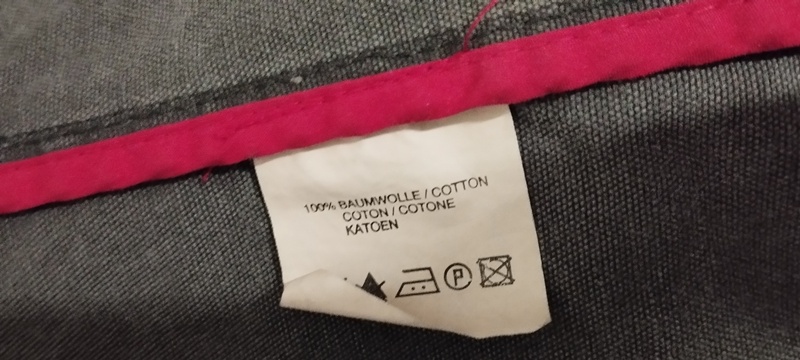 100% BAUMWOLLE / COTTON
COTON / COTONE
KATOEN
P